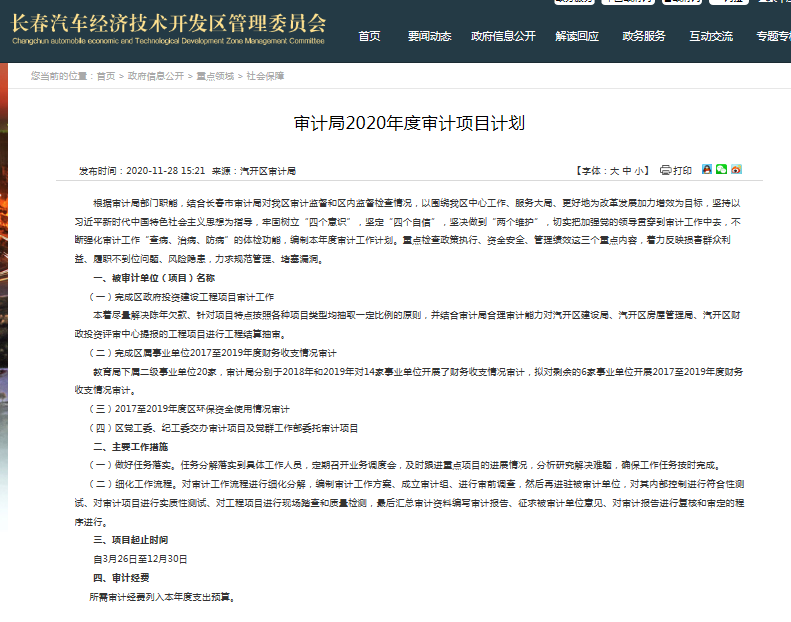 长春汽车经济技术开发区管理委员会
Changchun automobile economic and Technological Development Zone Management Committee
首页 要闻动态 政府信息公开 解读回应 政务服务 互动交流 专题专
您当前的位置：首页 > 政府信息公开 > 重点领域 > 社会保障
审计局2020年度审计项目计划
发布时间：2020-11-28 15:21 来源：汽开区审计局 【字体：大 中 小】 打印
根据审计局部门职能，结合长春市审计局对我区审计监督和区内监督检查情况，以围绕我区中心工作、服务大局、更好地为改革发展加力增效为目标，坚持以
习近平新时代中国特色社会主义思想为指导，牢固树立“四个意识”，坚定“四个自信”，坚决做到“两个维护”，切实把加强党的领导贯穿到审计工作中去，不
断强化审计工作“查病、治病、防病”的体检功能，编制本年度审计工作计划。重点检查政策执行、资金安全、管理绩效这三个重点内容，着力反映损害群众利
益、履职不到位问题、风险隐患，力求规范管理、堵塞漏洞。
一、被审计单位（项目）名称
（一）完成区政府投资建设工程项目审计工作
本着尽量解决陈年欠款、针对项目特点按照各种项目类型均抽取一定比例的原则，并结合审计局合理审计能力对汽开区建设局、汽开区房屋管理局、汽开区财
政投资评审中心提报的工程项目进行工程结算抽审。
（二）完成区属事业单位2017至2019年度财务收支情况审计
教育局下属二级事业单位20家，审计局分别于2018年和2019年对14家事业单位开展了财务收支情况审计，拟对剩余的6家事业单位开展2017至2019年度财务
收支情况审计。
（三）2017至2019年度区环保资金使用情况审计
（四）区党工委、纪工委交办审计项目及党群工作部委托审计项目
二、主要工作措施
（一）做好任务落实。任务分解落实到具体工作人员，定期召开业务调度会，及时跟进重点项目的进展情况，分析研究解决难题，确保工作任务按时完成。
（二）细化工作流程。对审计工作流程进行细化分解，编制审计工作方案、成立审计组、进行审前调查，然后再进驻被审计单位，对其内部控制进行符合性测
试、对审计项目进行实质性测试、对工程项目进行现场踏查和质量检测，最后汇总审计资料编写审计报告、征求被审计单位意见、对审计报告进行复核和审定的程
序进行。
三、项目起止时间
自3月26日至12月30日
四、审计经费
所需审计经费列入本年度支出预算。